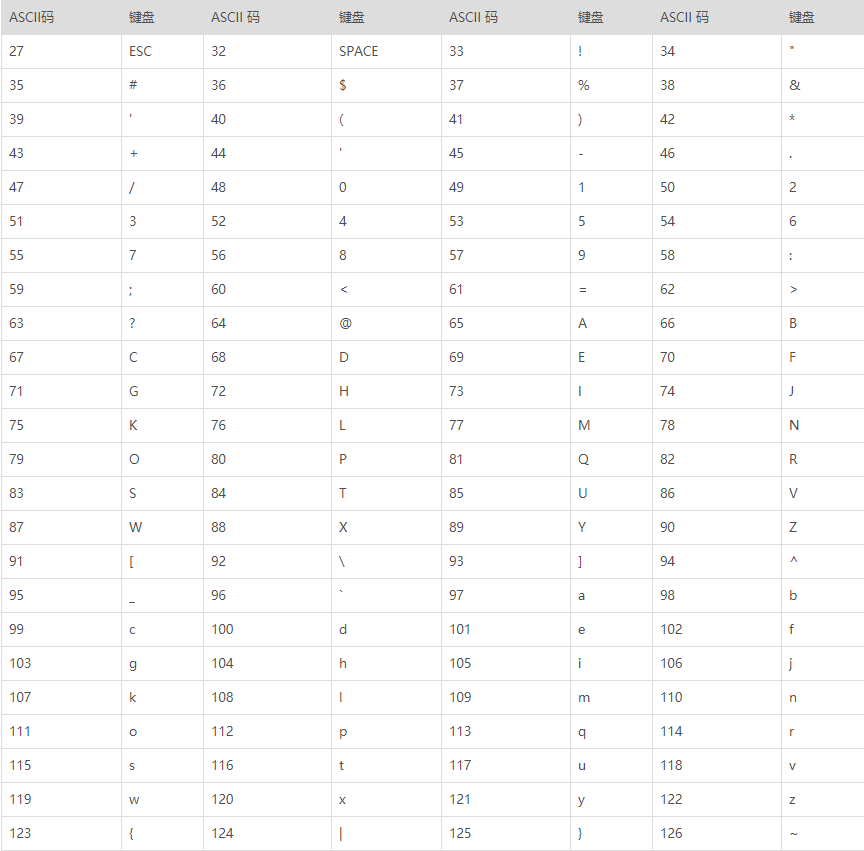 ASCII码 键盘 ASCII 码 键盘 ASCII 码 键盘 ASCII 码 键盘
27 ESC 32 SPACE 33 ! 34 "
35 # 36 $ 37 % 38 &
39 ' 40 ( 41 ) 42 *
43 + 44 ' 45 - 46 .
47 / 48 0 49 1 50 2
51 3 52 4 53 5 54 6
55 7 56 8 57 9 58 :
59 ; 60 < 61 = 62 >
63 ? 64 @ 65 A 66 B
67 C 68 D 69 E 70 F
71 G 72 H 73 I 74 J
75 K 76 L 77 M 78 N
79 O 80 P 81 Q 82 R
83 S 84 T 85 U 86 V
87 W 88 X 89 Y 90 Z
91 [ 92 \ 93 ] 94 ^
95 _ 96 ` 97 a 98 b
99 c 100 d 101 e 102 f
103 g 104 h 105 i 106 j
107 k 108 l 109 m 110 n
111 o 112 p 113 q 114 r
115 s 116 t 117 u 118 v
119 w 120 x 121 y 122 z
123 { 124 | 125 } 126 ~